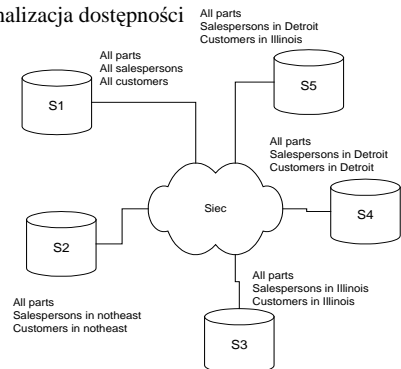 nalizacja dostępności
All parts
Salespersons in Detroit
Customers in Illinois
All parts
All salespersons
All customers
S1
S5
All parts
Salespersons in Detroit
Customers in Detroit
Siec
S4
S2
All parts
Salespersons in notheast
Customers in notheast
All parts
Salespersons in Illinois
Customers in Illinois
S3